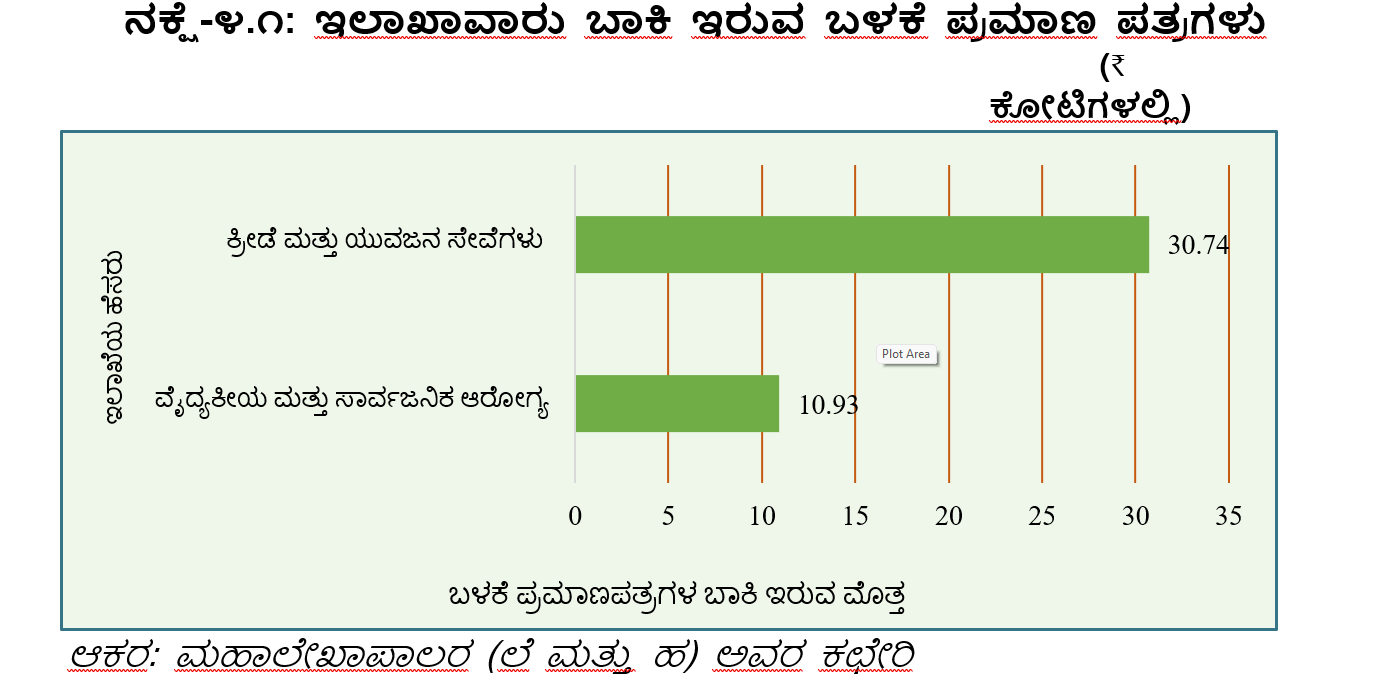 ನಕ್ಷೆ-೪.೧: ಇಲಾಖಾವಾರು ಬಾಕಿ ಇರುವ ಬಳಕೆ ಪ್ರಮಾಣ ಪತ್ರಗಳು
(₹
ಕೋಟಿಗಳಲ್ಲಿ)
ಇಲಾಖೆಯ ಹೆಸರು
ಕ್ರೀಡೆ ಮತ್ತು ಯುವಜನ ಸೇವೆಗಳು
30.74
Plot Area
ವೈದ್ಯಕೀಯ ಮತ್ತು ಸಾರ್ವಜನಿಕ ಆರೋಗ್ಯ
10.93
0 5 10 15 20 25 30 35
ಬಳಕೆ ಪ್ರಮಾಣಪತ್ರಗಳ ಬಾಕಿ ಇರುವ ಮೊತ್ತ
ಆಕರ: ಮಹಾಲೇಖಾಪಾಲರ (ಲೆ ಮತ್ತು ಹ) ಅವರ ಕಛೇರಿ